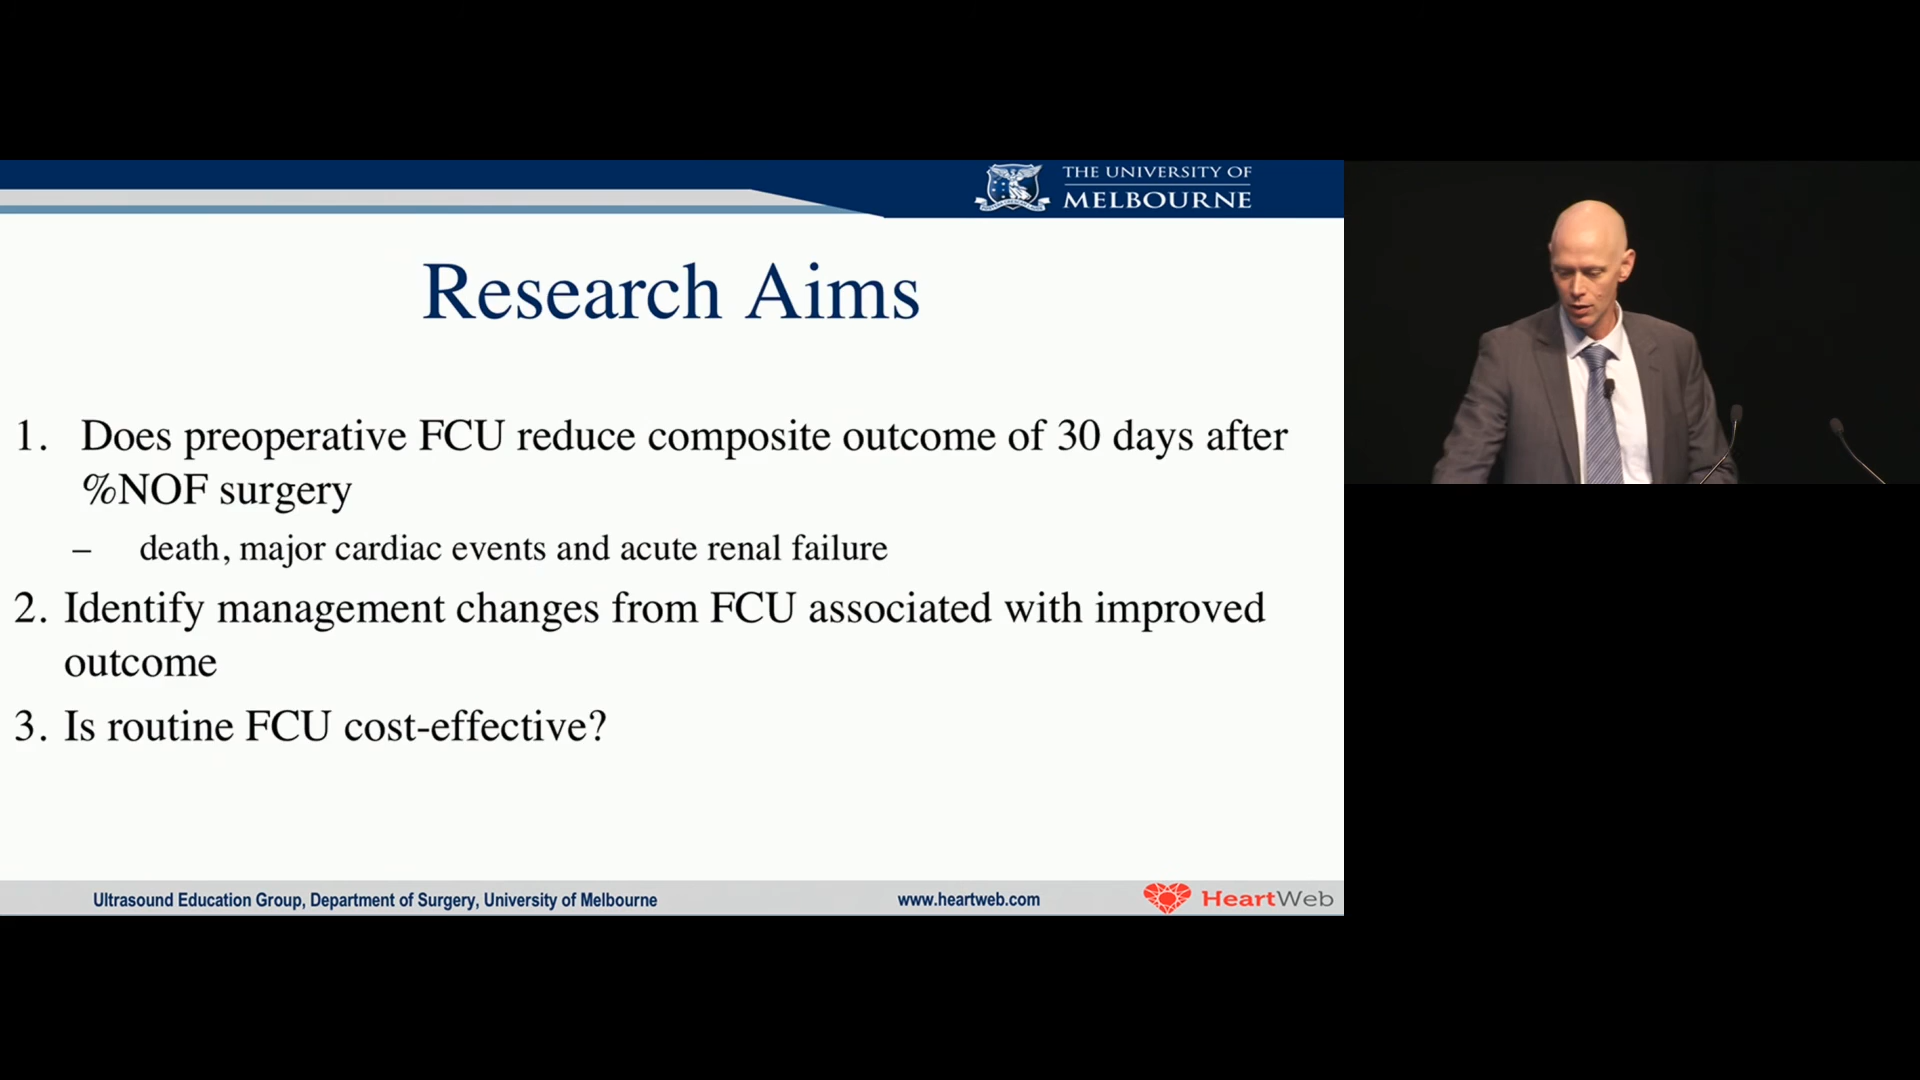 THE UNIVERSITY OF
MELBOURNE
Research Aims
1. Does preoperative FCU reduce composite outcome of 30 days after
%NOF surgery
– death, major cardiac events and acute renal failure
2. Identify management changes from FCU associated with improved
outcome
3. Is routine FCU cost-effective?
Ultrasound Education Group, Department of Surgery, University of Melbourne
www.heartweb.com
HeartWeb